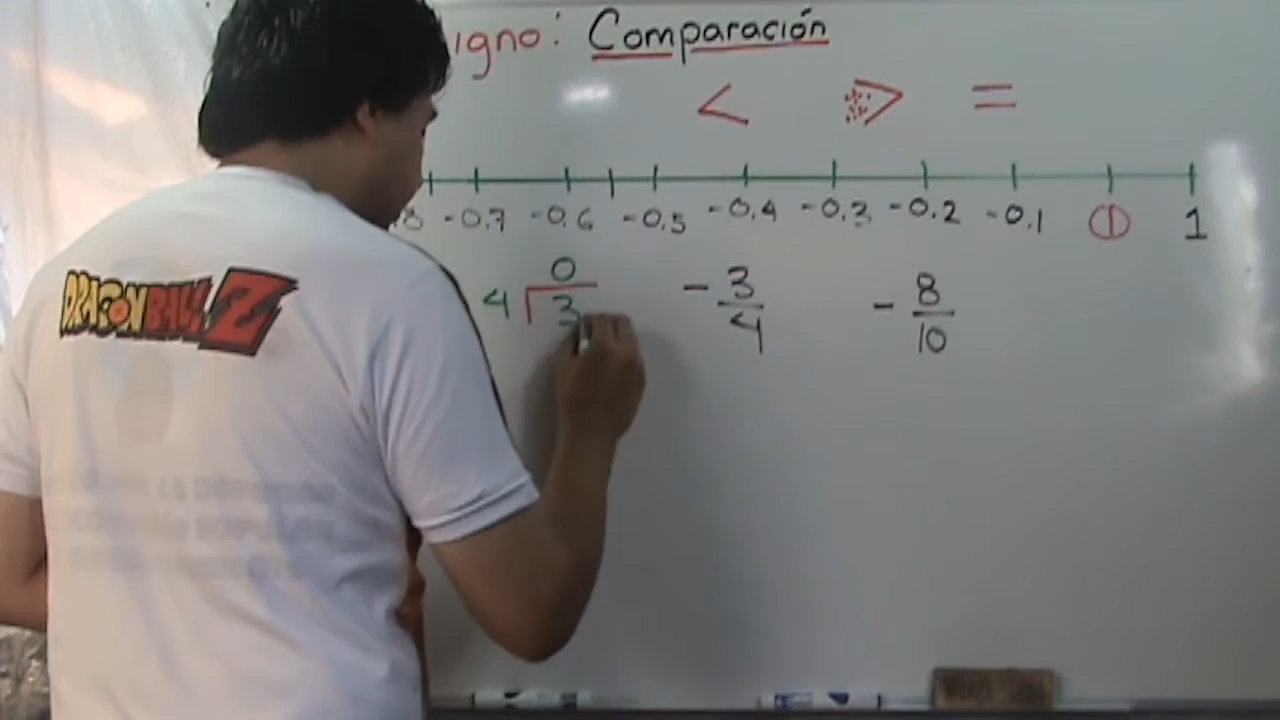 igno: Comparación
< > =
8 -0.7 -0.6 -0.5 -0.4 -0.3 -0.2 -0.1 0 1
DRAGON BALL Z
0
4 3
- 3/4
- 8/10